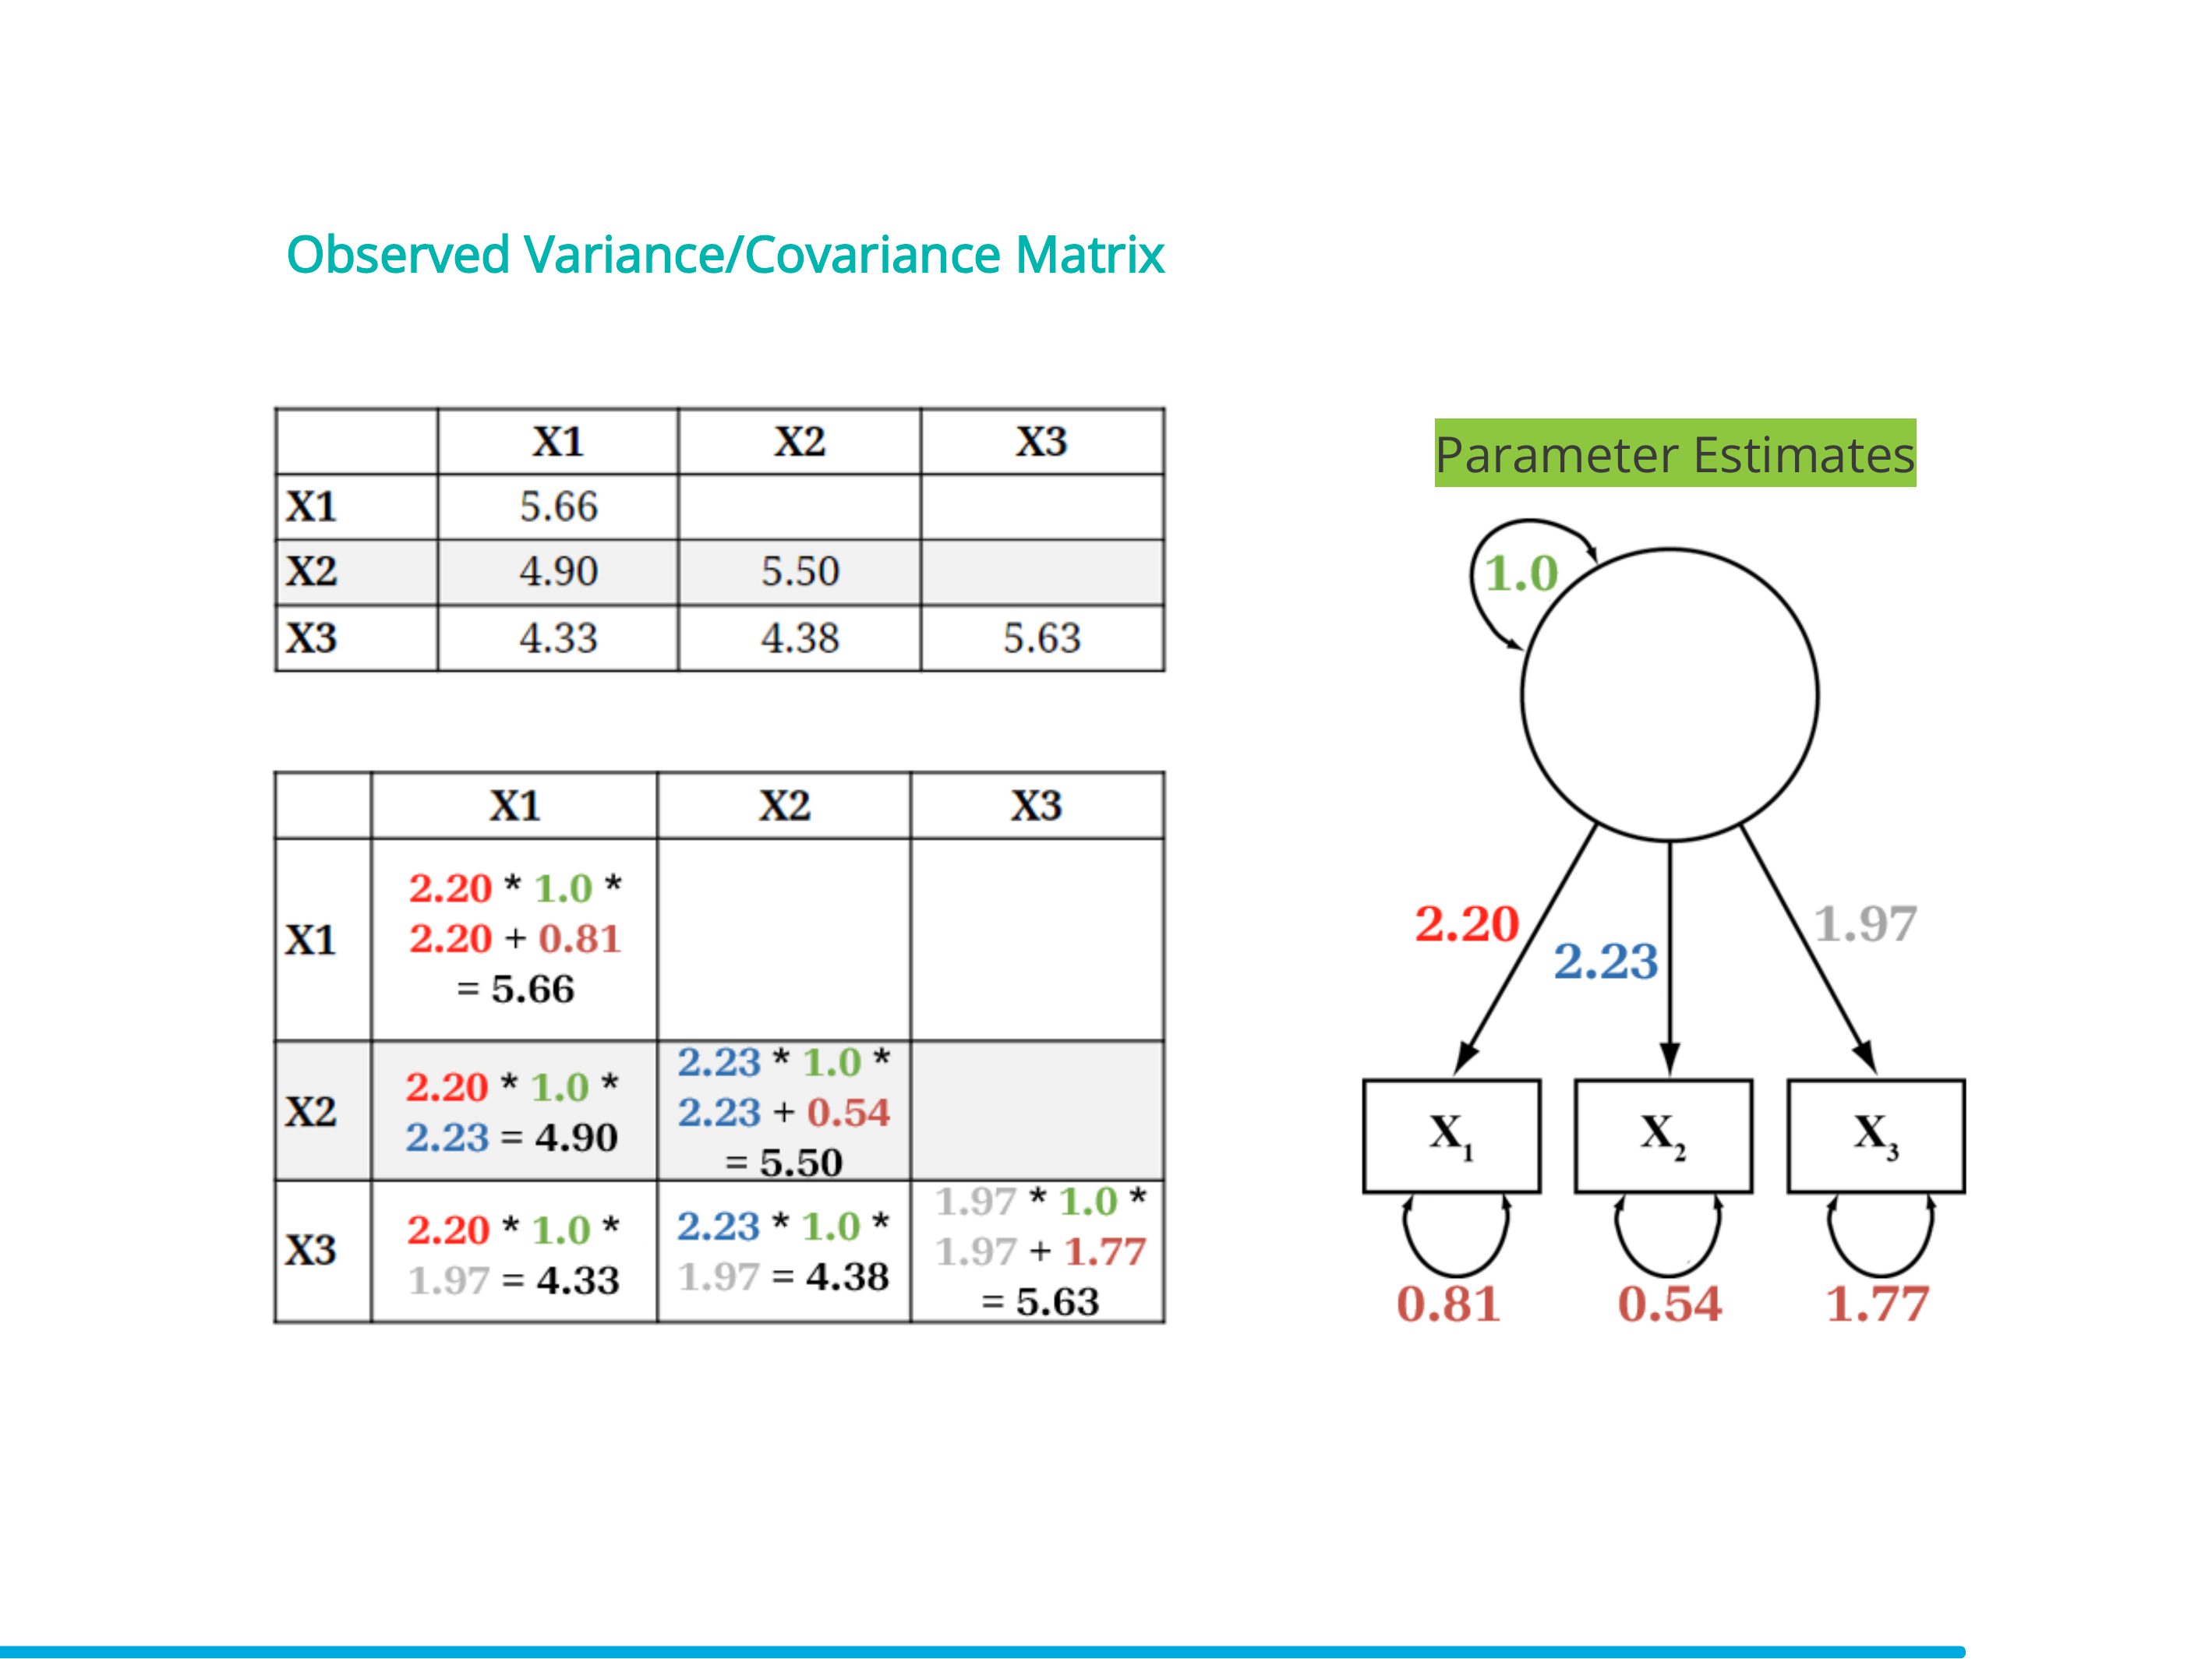 Observed Variance/Covariance Matrix
X1 X2 X3
X1 5.66
X2 4.90 5.50
X3 4.33 4.38 5.63
X1 X2 X3
X1
2.20 * 1.0 *
2.20 + 0.81
= 5.66
X2
2.20 * 1.0 *
2.23 = 4.90
2.23 * 1.0 *
2.23 + 0.54
= 5.50
X3
2.20 * 1.0 *
1.97 = 4.33
2.23 * 1.0 *
1.97 = 4.38
1.97 * 1.0 *
1.97 + 1.77
= 5.63
Parameter Estimates
1.0
2.20 2.23 1.97
X₁ X₂ X₃
0.81 0.54 1.77